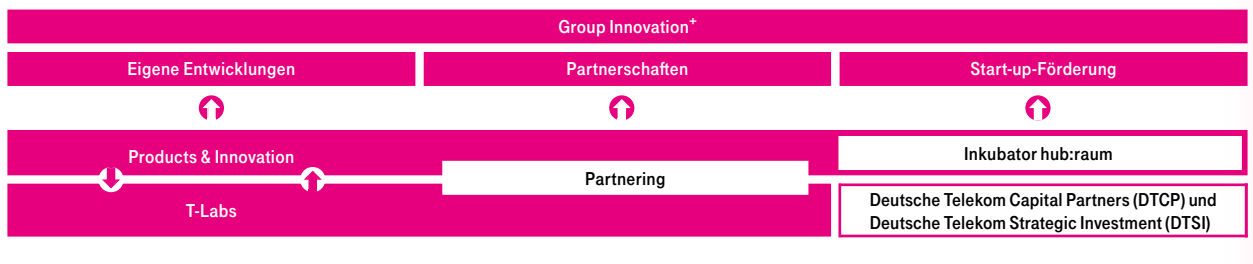 Group Innovation+
Eigene Entwicklungen
Partnerschaften
Start-up-Förderung
Products & Innovation
Partnering
Inkubator hub:raum
T-Labs
Deutsche Telekom Capital Partners (DTCP) und
Deutsche Telekom Strategic Investment (DTSI)